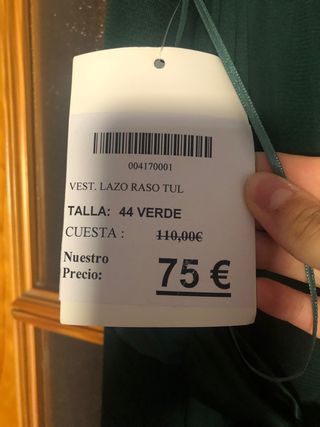 004170001
VEST. LAZO RASO TUL
TALLA: 44 VERDE
CUESTA : 110,00€
Nuestro
Precio: 75 €